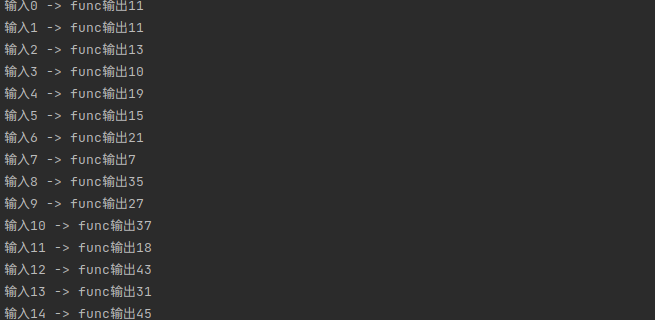 输入0 -> func输出11
输入1 -> func输出11
输入2 -> func输出13
输入3 -> func输出10
输入4 -> func输出19
输入5 -> func输出15
输入6 -> func输出21
输入7 -> func输出7
输入8 -> func输出35
输入9 -> func输出27
输入10 -> func输出37
输入11 -> func输出18
输入12 -> func输出43
输入13 -> func输出31
输入14 -> func输出45